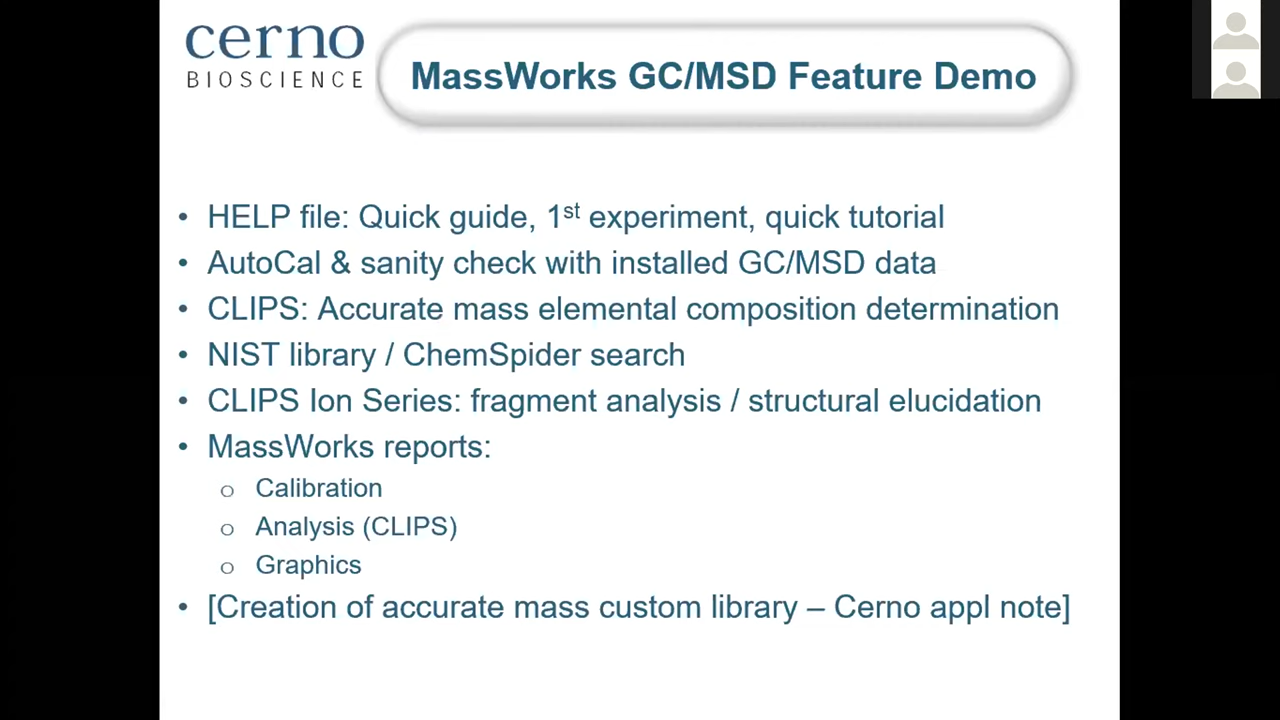 cerno
BIOSCIENCE
MassWorks GC/MSD Feature Demo
• HELP file: Quick guide, 1st experiment, quick tutorial
• AutoCal & sanity check with installed GC/MSD data
• CLIPS: Accurate mass elemental composition determination
• NIST library / ChemSpider search
• CLIPS Ion Series: fragment analysis / structural elucidation
• MassWorks reports:
o Calibration
o Analysis (CLIPS)
o Graphics
• [Creation of accurate mass custom library – Cerno appl note]